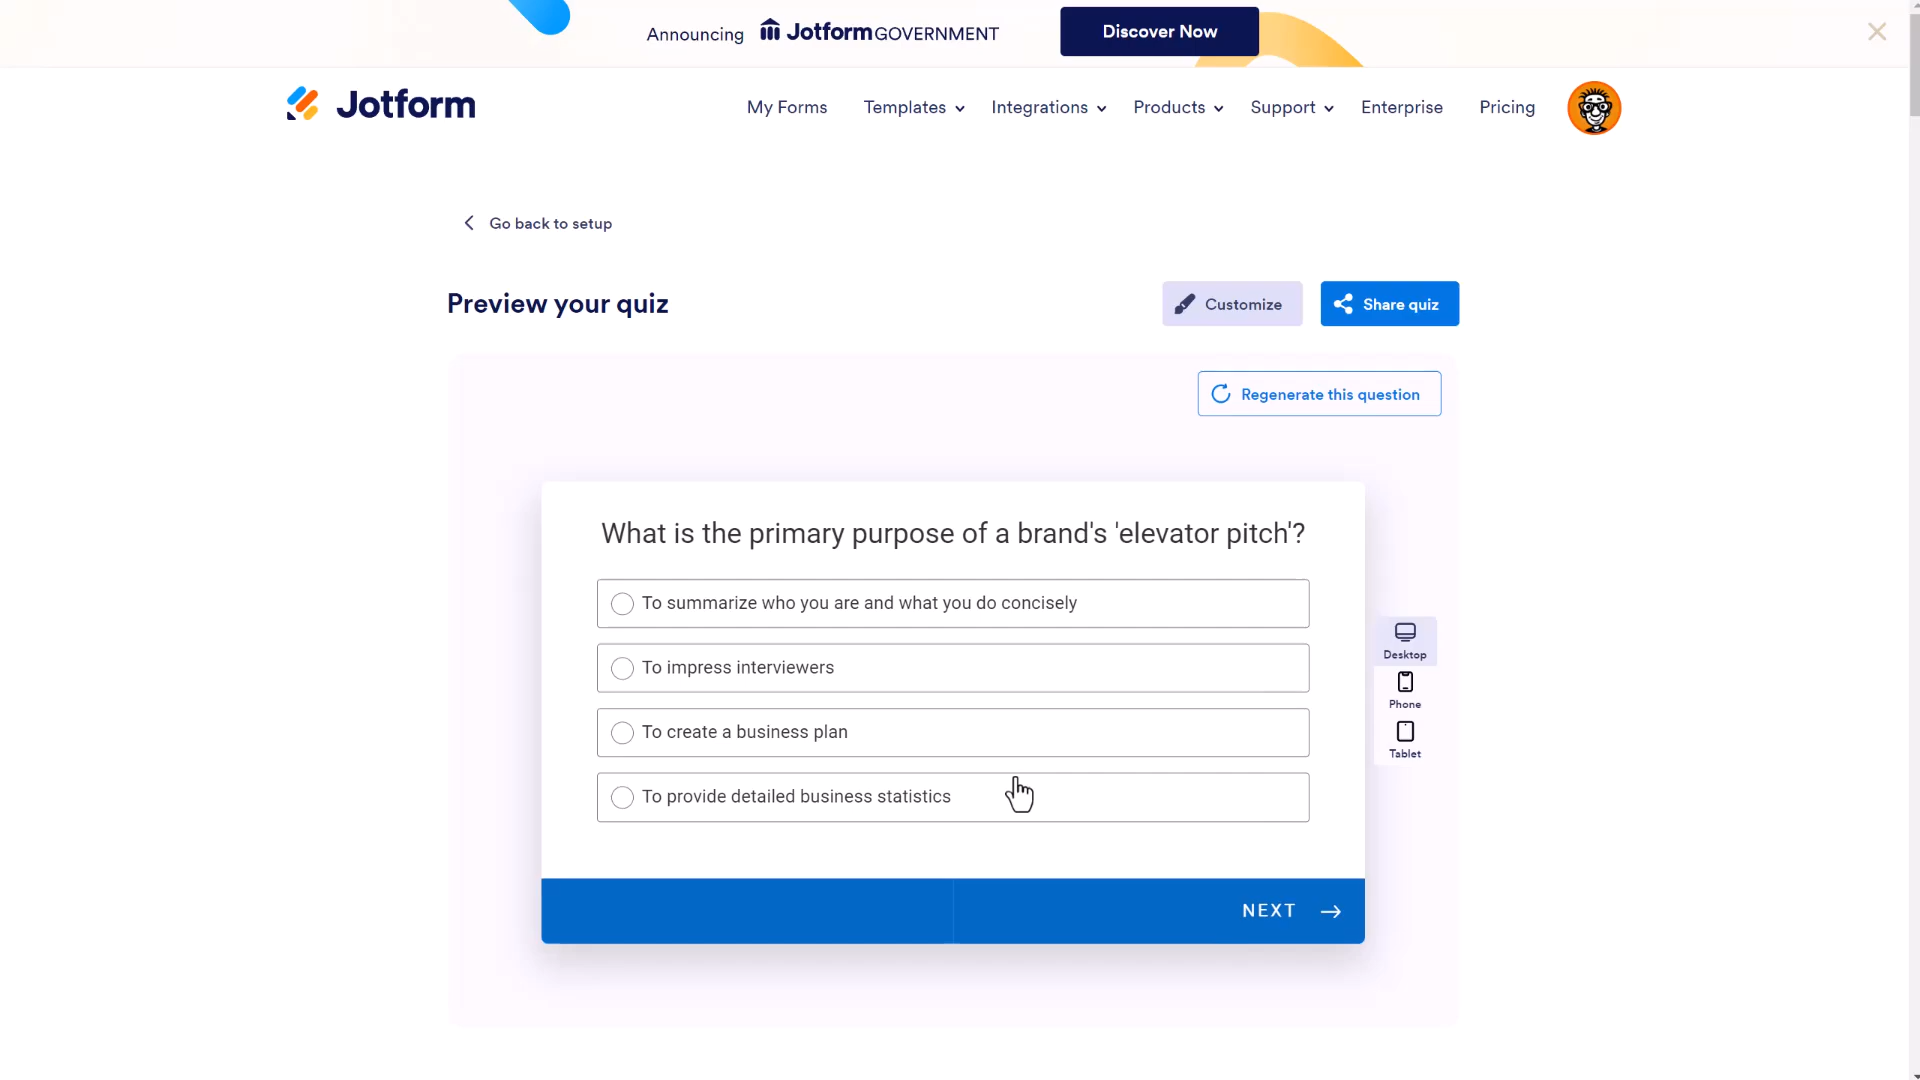 Announcing Jotform GOVERNMENT Discover Now
Jotform My Forms Templates Integrations Products Support Enterprise Pricing
Go back to setup
Preview your quiz Customize Share quiz
Regenerate this question
What is the primary purpose of a brand's 'elevator pitch'?
To summarize who you are and what you do concisely
To impress interviewers
To create a business plan
To provide detailed business statistics
Desktop
Phone
Tablet
NEXT